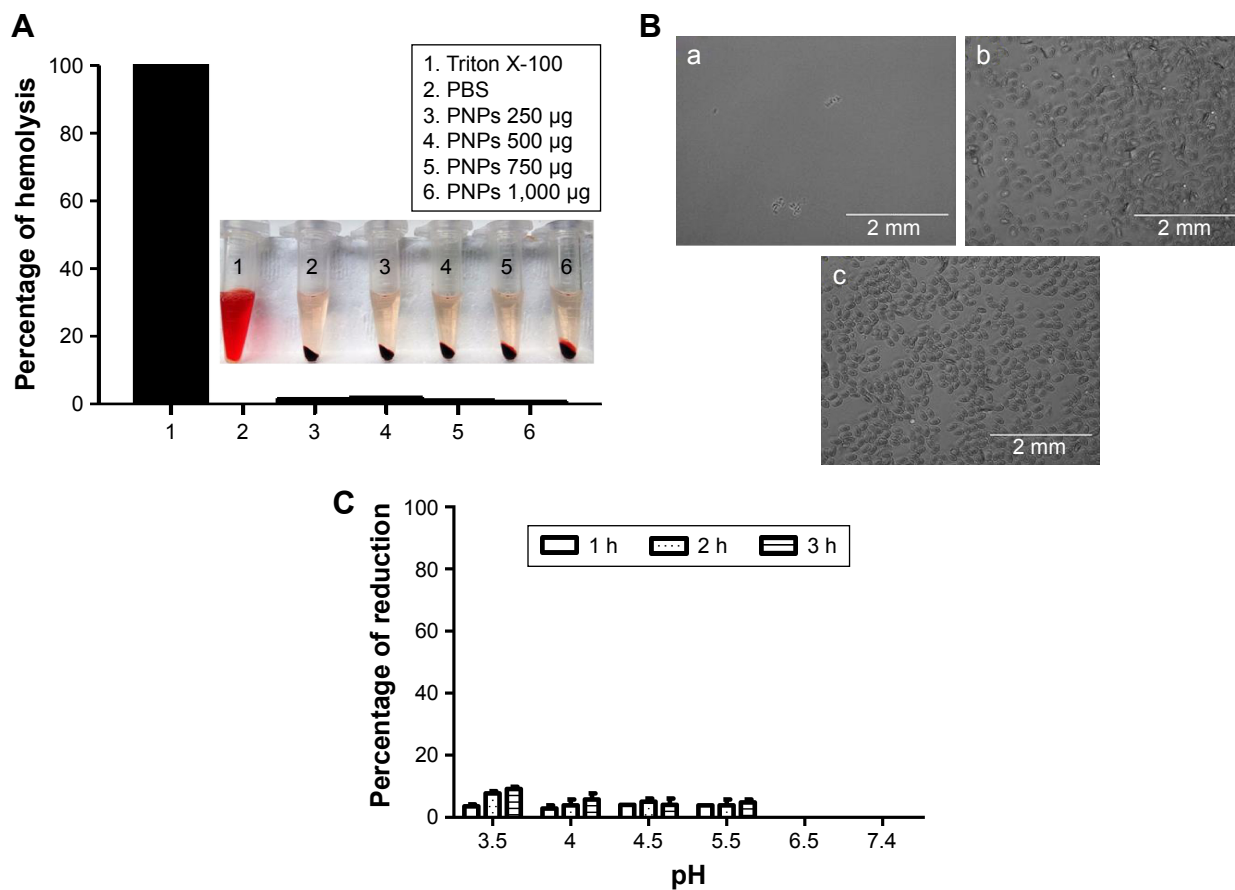 A
Percentage of hemolysis
100
80
60
40
20
0
1 2 3 4 5 6
1. Triton X-100
2. PBS
3. PNPs 250 µg
4. PNPs 500 µg
5. PNPs 750 µg
6. PNPs 1,000 µg
1 2 3 4 5 6
B
a
2 mm
b
2 mm
c
2 mm
C
Percentage of reduction
100
80
60
40
20
0
1 h 2 h 3 h
3.5 4 4.5 5.5 6.5 7.4
pH